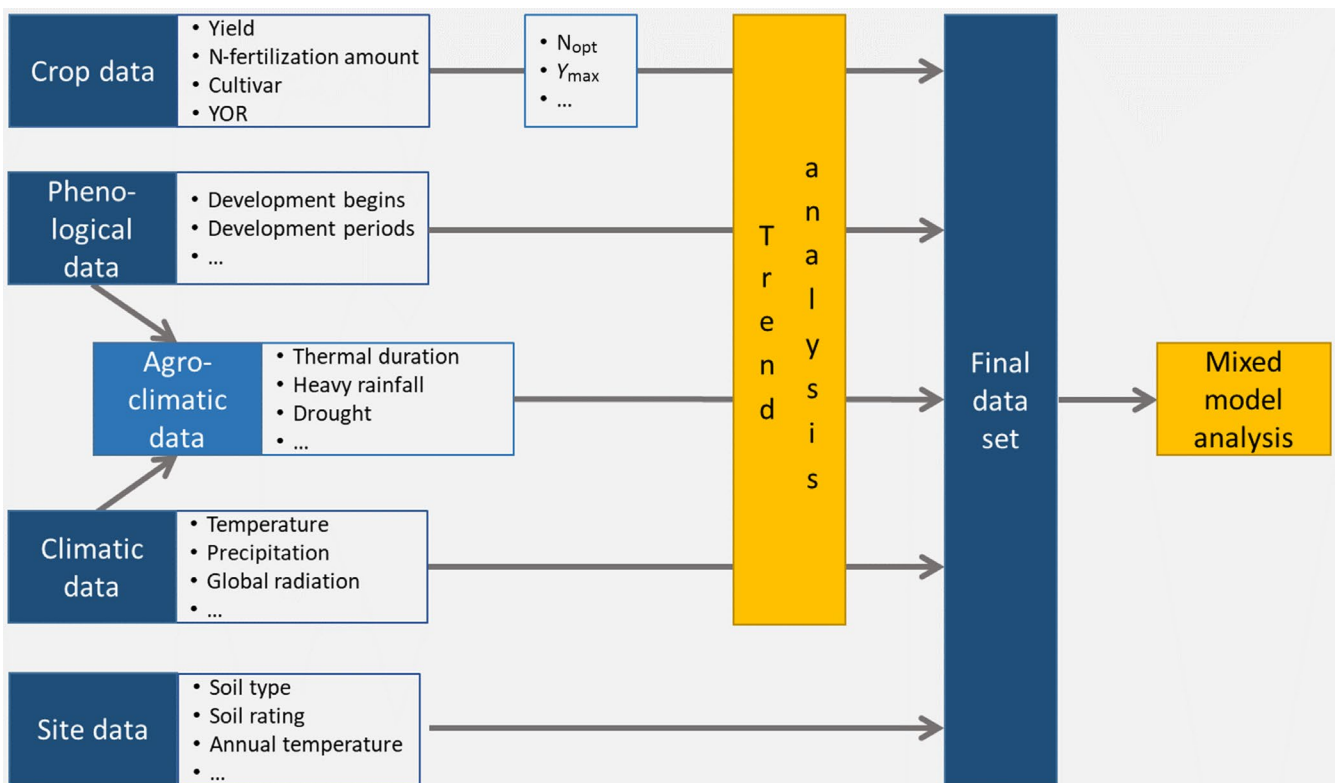 Crop data
• Yield
• N-fertilization amount
• Cultivar
• YOR
• Nopt
• Ymax
• ...
Pheno-
logical
data
• Development begins
• Development periods
• ...
Agro-
climatic
data
• Thermal duration
• Heavy rainfall
• Drought
• ...
Climatic
data
• Temperature
• Precipitation
• Global radiation
• ...
Site data
• Soil type
• Soil rating
• Annual temperature
• ...
Trend
analysis
Final
data
set
Mixed
model
analysis